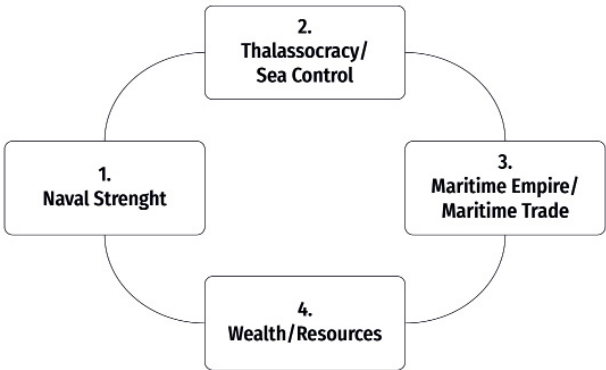 2.
Thalassocracy/
Sea Control
1.
Naval Strenght
3.
Maritime Empire/
Maritime Trade
4.
Wealth/Resources